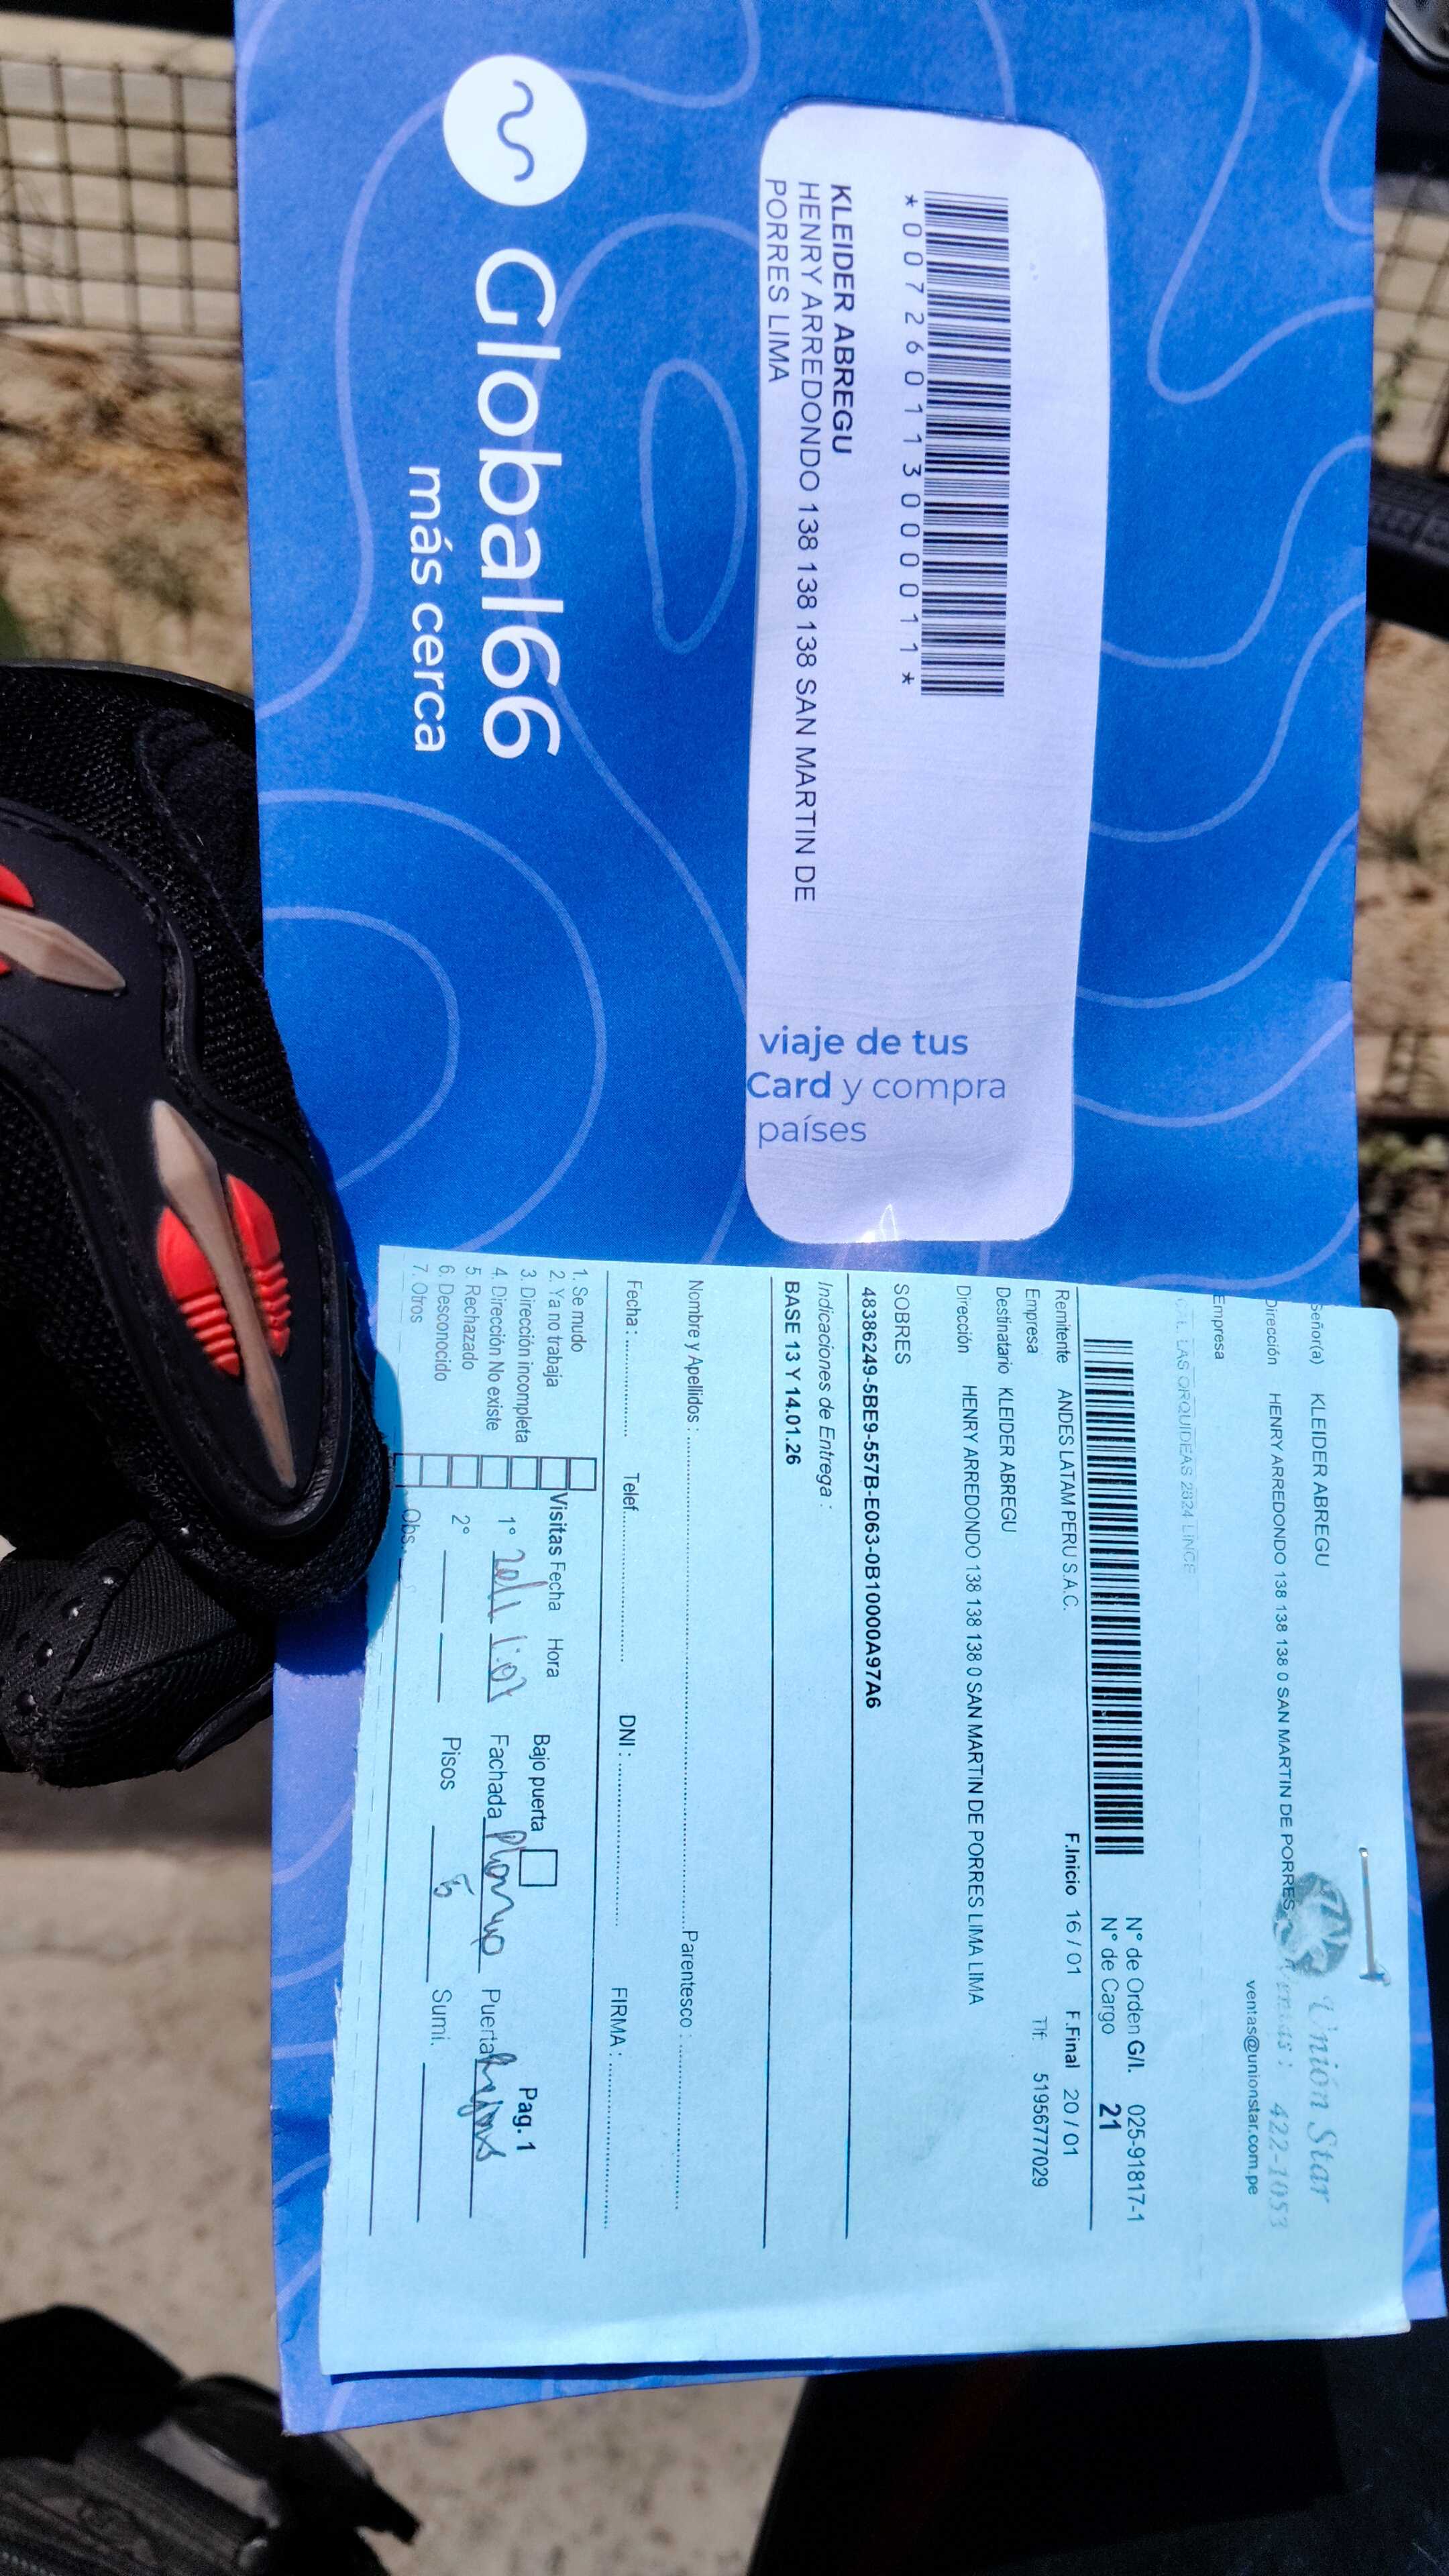 Global66
más cerca
*007260113000011*
KLEIDER ABREGU
HENRY ARREDONDO 138 138 138 SAN MARTIN DE
PORRES LIMA
viaje de tus
Card y compra
países
Unión Star
422-1053
ventas@unionstar.com.pe
Señor(a) KLEIDER ABREGU
Dirección HENRY ARREDONDO 138 138 138 0 SAN MARTIN DE PORRES
Empresa
LAS ORQUIDEAS 2824 LINCE
N° de Orden G/I. 025-91817-1
N° de Cargo 21
Remitente ANDES LATAM PERU S.A.C. F.Inicio 16 / 01 F.Final 20 / 01
Empresa Tlf: 51956777029
Destinatario KLEIDER ABREGU
Dirección HENRY ARREDONDO 138 138 138 0 SAN MARTIN DE PORRES LIMA LIMA
SOBRES
48386249-5BE9-557B-E063-0B10000A97A6
Indicaciones de Entrega :
BASE 13 Y 14.01.26
Nombre y Apellidos : Parentesco :
Fecha : Telef. DNI : FIRMA :
1. Se mudo
2. Ya no trabaja Visitas Fecha Hora Bajo puerta Pag. 1
3. Dirección incompleta
4. Dirección No existe 1° Fachada plomo Puerta
5. Rechazado
6. Desconocido 2° Pisos 5 Sumi.
7. Otros Obs.